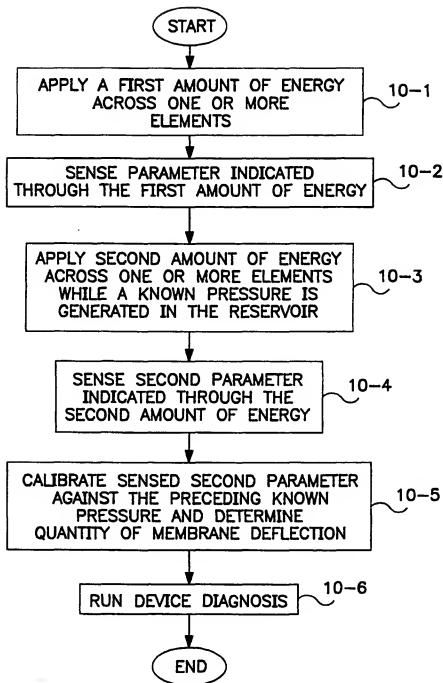 START
APPLY A FIRST AMOUNT OF ENERGY
ACROSS ONE OR MORE
ELEMENTS
10-1
SENSE PARAMETER INDICATED
THROUGH THE FIRST AMOUNT OF ENERGY
10-2
APPLY SECOND AMOUNT OF ENERGY
ACROSS ONE OR MORE ELEMENTS
WHILE A KNOWN PRESSURE IS
GENERATED IN THE RESERVOIR
10-3
SENSE SECOND PARAMETER
INDICATED THROUGH THE
SECOND AMOUNT OF ENERGY
10-4
CALIBRATE SENSED SECOND PARAMETER
AGAINST THE PRECEDING KNOWN
PRESSURE AND DETERMINE
QUANTITY OF MEMBRANE DEFLECTION
10-5
RUN DEVICE DIAGNOSIS
10-6
END